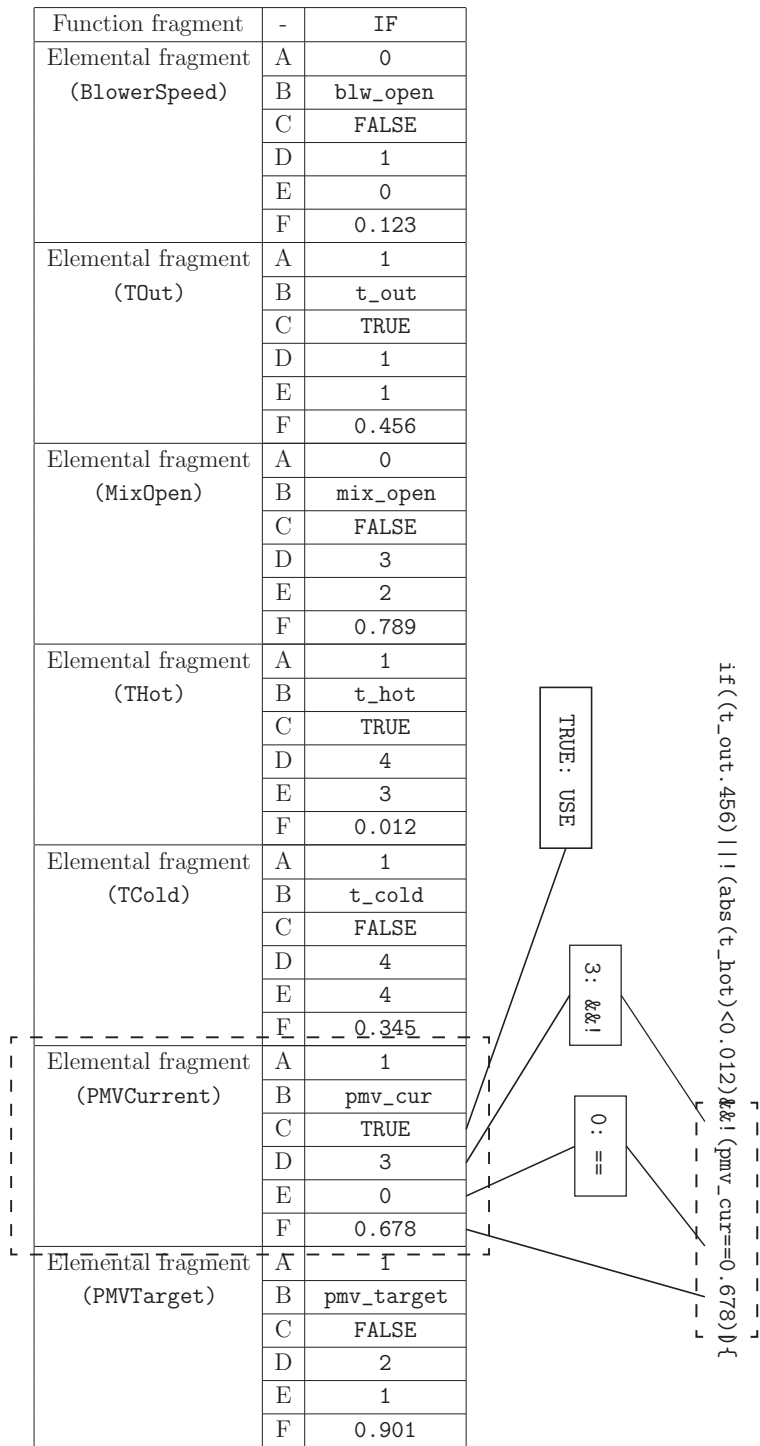 Function fragment - IF
Elemental fragment A 0
(BlowerSpeed) B blw_open
C FALSE
D 1
E 0
F 0.123
Elemental fragment A 1
(TOut) B t_out
C TRUE
D 1
E 1
F 0.456
Elemental fragment A 0
(MixOpen) B mix_open
C FALSE
D 3
E 2
F 0.789
Elemental fragment A 1
(THot) B t_hot
C TRUE
D 4
E 3
F 0.012
Elemental fragment A 1
(TCold) B t_cold
C FALSE
D 4
E 4
F 0.345
Elemental fragment A 1
(PMVCurrent) B pmv_cur
C TRUE
D 3
E 0
F 0.678
Elemental fragment A 1
(PMVTarget) B pmv_target
C FALSE
D 2
E 1
F 0.901
TRUE: USE
3: &&!
0: ==
if((t_out.456)||!(abs(t_hot)<0.012)&&!(pmv_cur==0.678)){